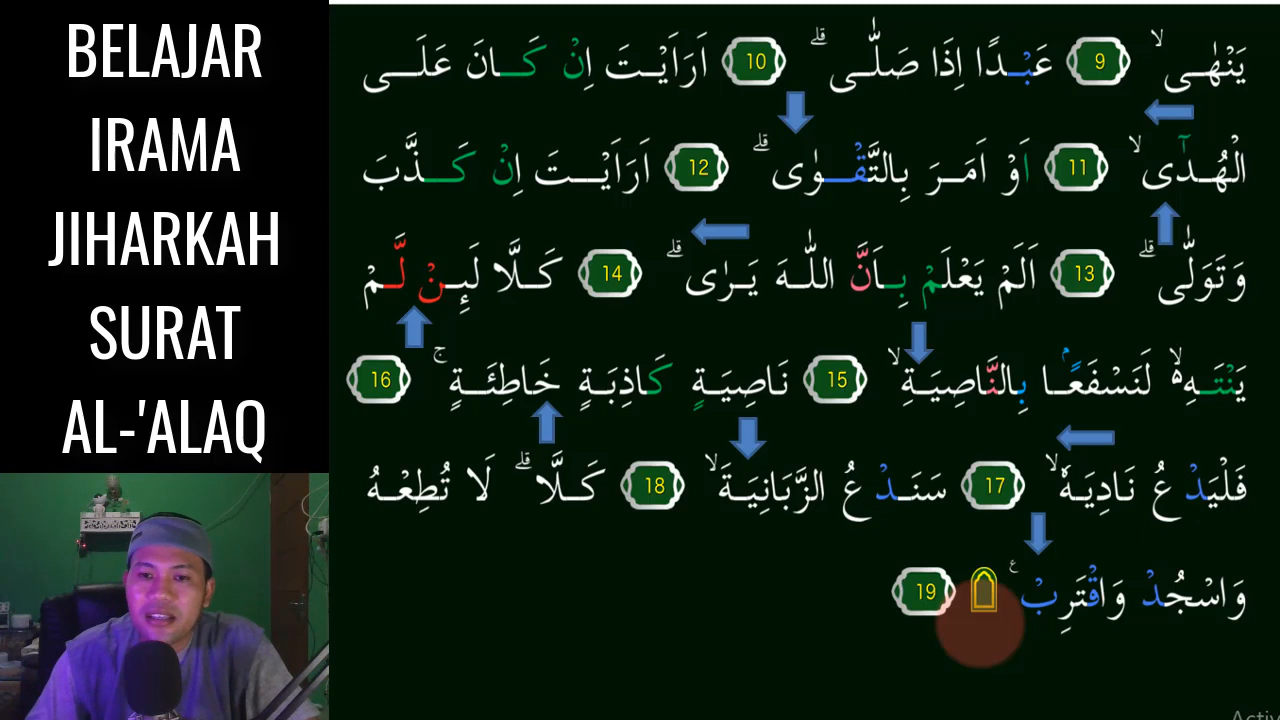 BELAJAR
IRAMA
JIHARKAH
SURAT
AL-'ALAQ
يَنْهٰىۙ 9 عَبْدًا اِذَا صَلّٰىۗ 10 اَرَاَيْتَ اِنْ كَانَ عَلَى
الْهُدٰٓىۙ 11 اَوْ اَمَرَ بِالتَّقْوٰىۗ 12 اَرَاَيْتَ اِنْ كَذَّبَ
وَتَوَلّٰىۗ 13 اَلَمْ يَعْلَمْ بِاَنَّ اللّٰهَ يَرٰىۗ 14 كَلَّا لَىِٕنْ لَّمْ
يَنْتَهِ ەۙ لَنَسْفَعًاۢ بِالنَّاصِيَةِۙ 15 نَاصِيَةٍ كَاذِبَةٍ خَاطِئَةٍۚ 16
فَلْيَدْعُ نَادِيَهٗۙ 17 سَنَدْعُ الزَّبَانِيَةَۙ 18 كَلَّاۗ لَا تُطِعْهُ
وَاسْجُدْ وَاقْتَرِبْ ۩ ࣖ 19
Activ